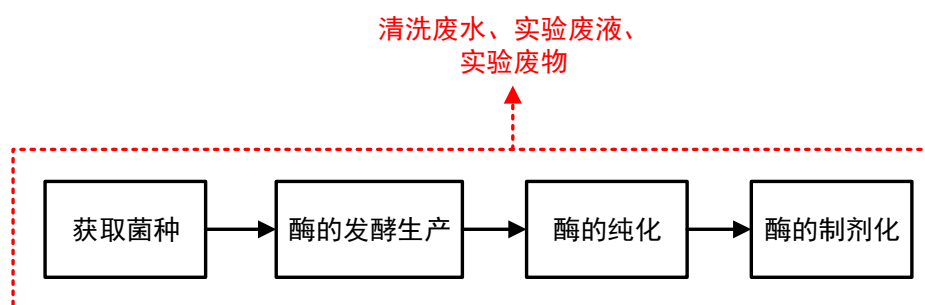 清洗废水、实验废液、
实验废物
获取菌种
酶的发酵生产
酶的纯化
酶的制剂化